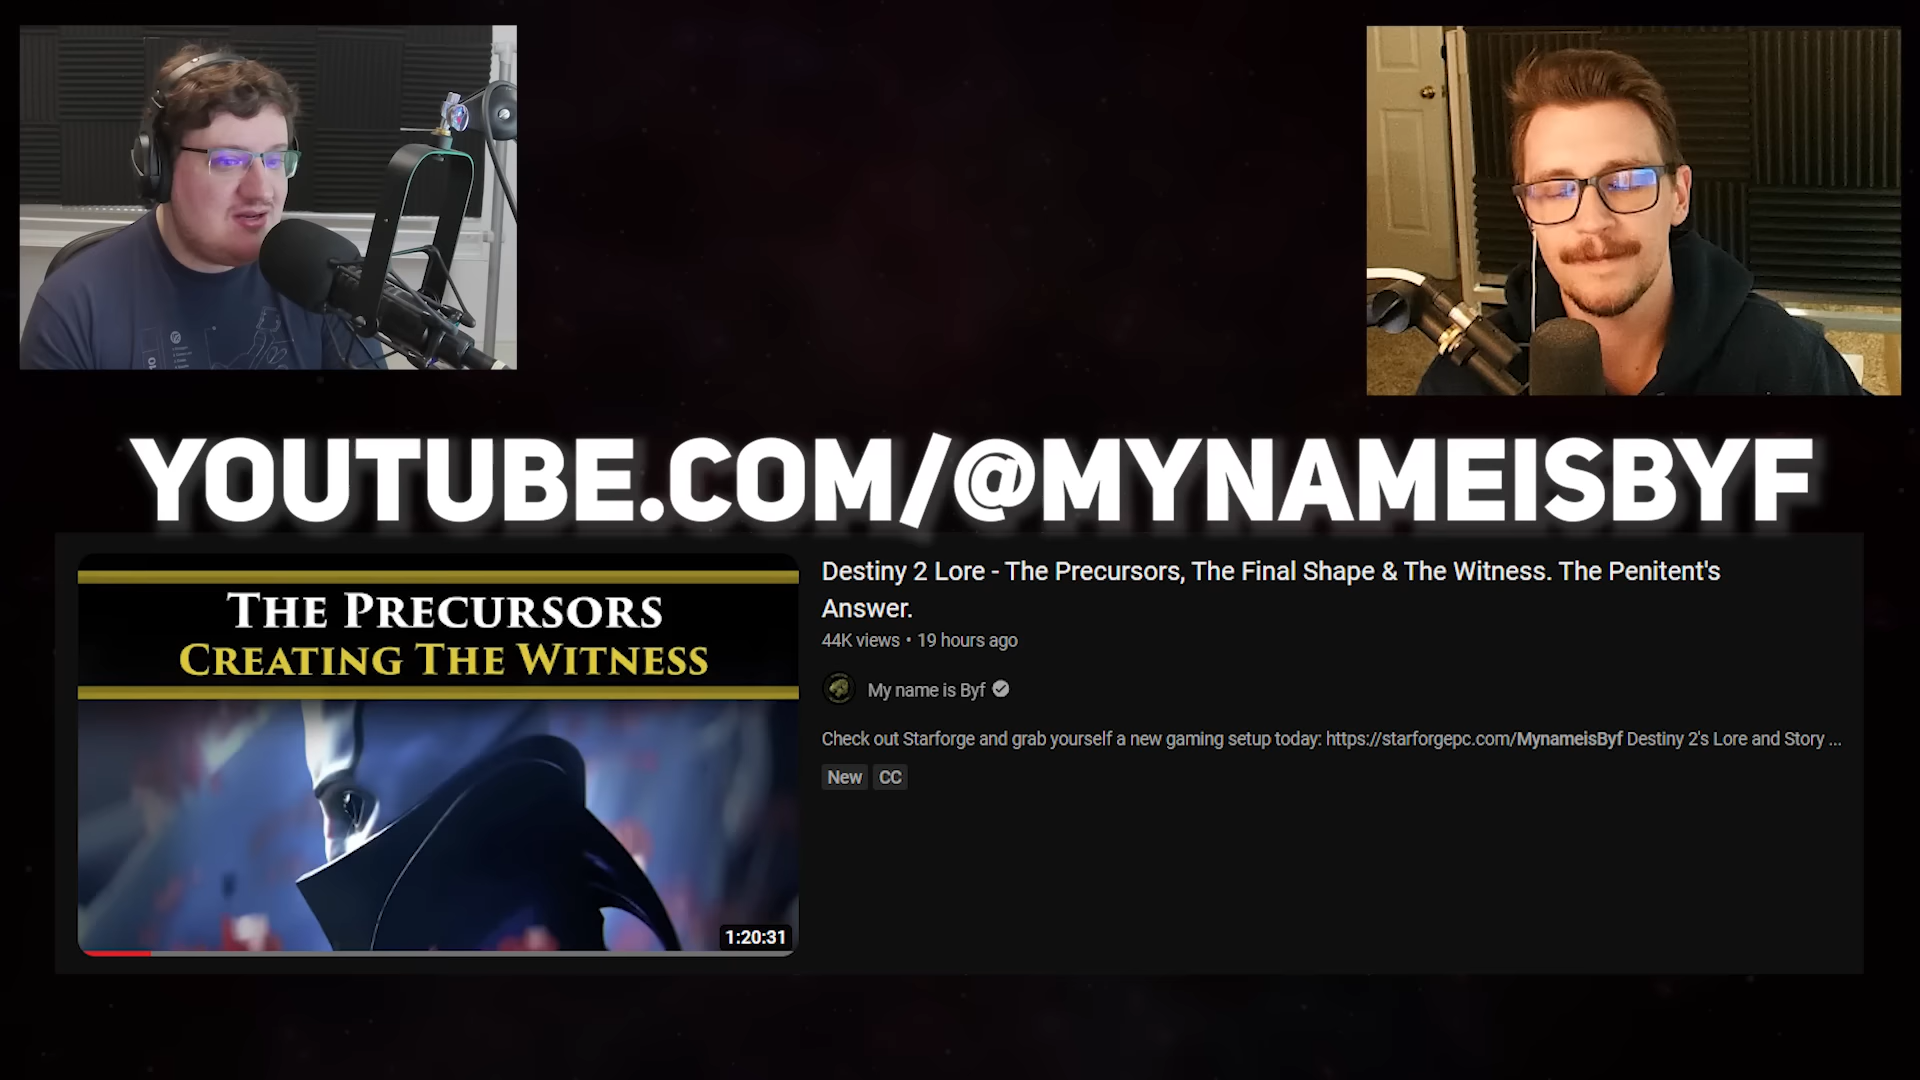 YOUTUBE.COM/@MYNAMEISBYF
THE PRECURSORS
CREATING THE WITNESS
1:20:31
Destiny 2 Lore - The Precursors, The Final Shape & The Witness. The Penitent's
Answer.
44K views • 19 hours ago
My name is Byf
Check out Starforge and grab yourself a new gaming setup today: https://starforgepc.com/MynameisByf Destiny 2's Lore and Story ...
New CC